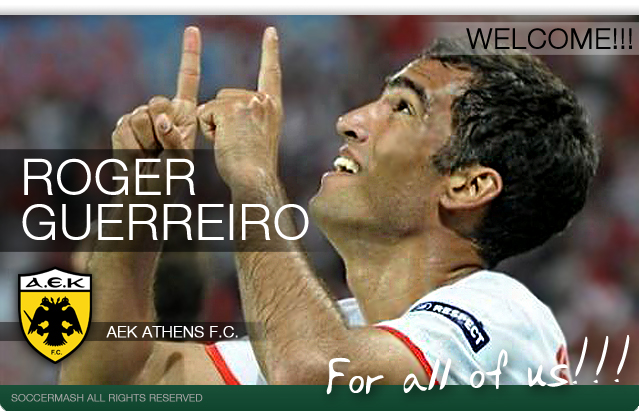 WELCOME!!!
ROGER
GUERREIRO
A.E.K
F.C.
AEK ATHENS F.C.
RESPECT
For all of us!!!
SOCCERMASH ALL RIGHTS RESERVED